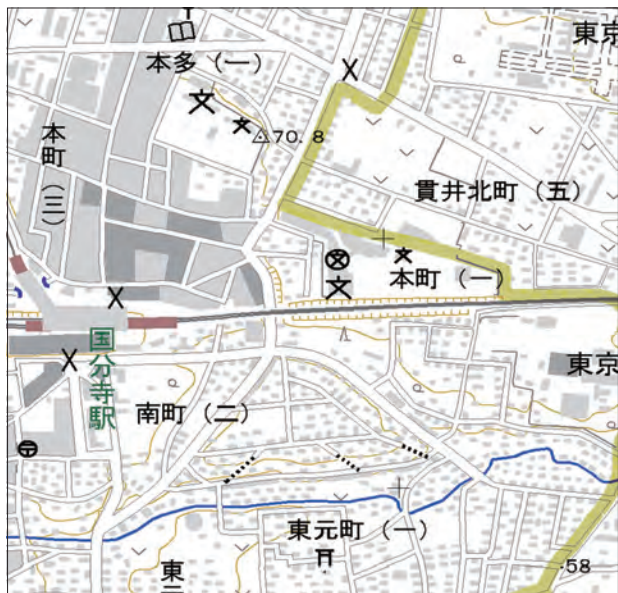 東京
本多(一)
70.8
本町(三)
貫井北町(五)
本町(一)
国分寺駅
東京
南町(二)
東元町(一)
東
58